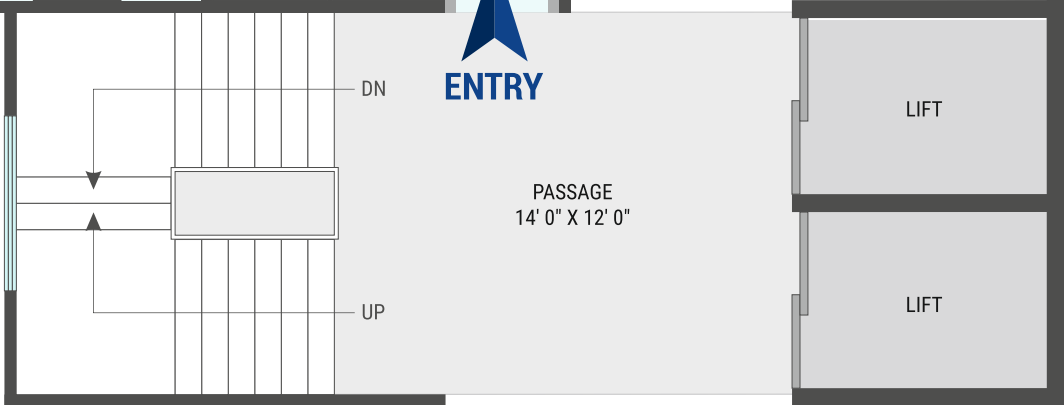 ENTRY
DN
LIFT
PASSAGE
14' 0" X 12' 0"
UP
LIFT